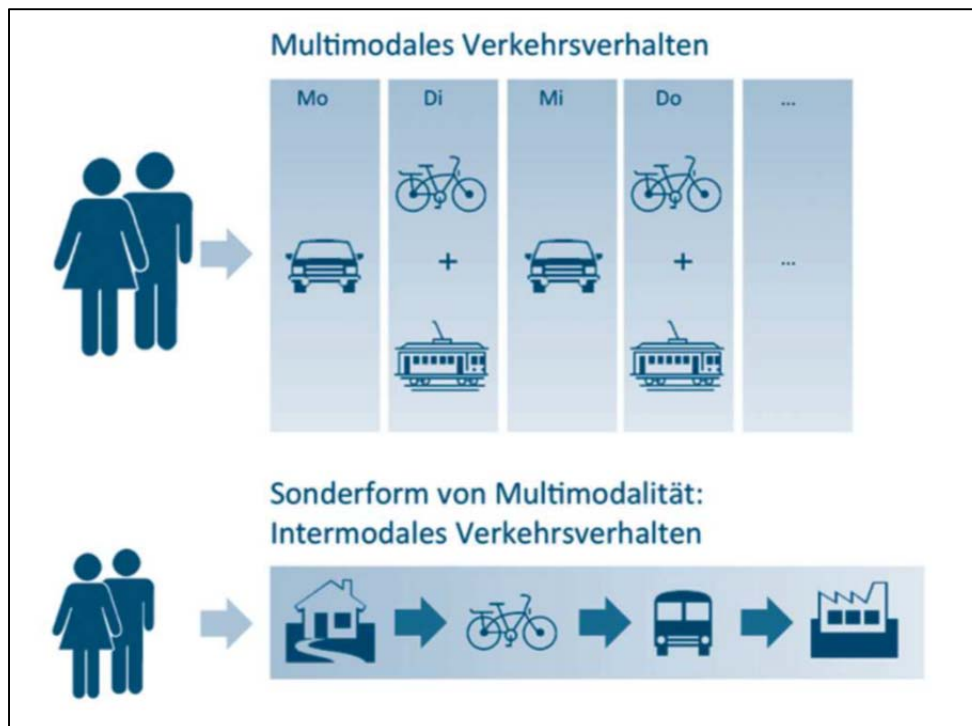 Multimodales Verkehrsverhalten
Mo Di Mi Do ...
+ + ...
Sonderform von Multimodalität:
Intermodales Verkehrsverhalten